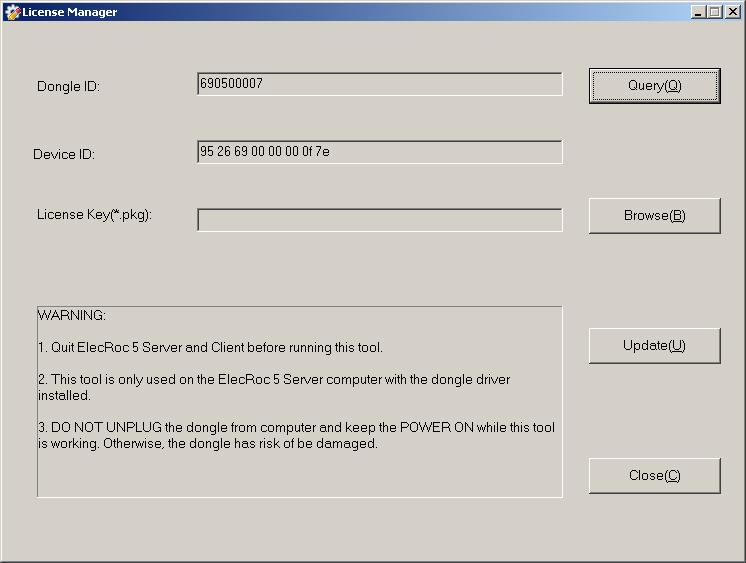 License Manager
Dongle ID:
690500007
Query(Q)
Device ID:
95 26 69 00 00 00 0f 7e
License Key(*.pkg):
Browse(B)
WARNING:
1. Quit ElecRoc 5 Server and Client before running this tool.
2. This tool is only used on the ElecRoc 5 Server computer with the dongle driver
installed.
3. DO NOT UNPLUG the dongle from computer and keep the POWER ON while this tool
is working. Otherwise, the dongle has risk of be damaged.
Update(U)
Close(C)